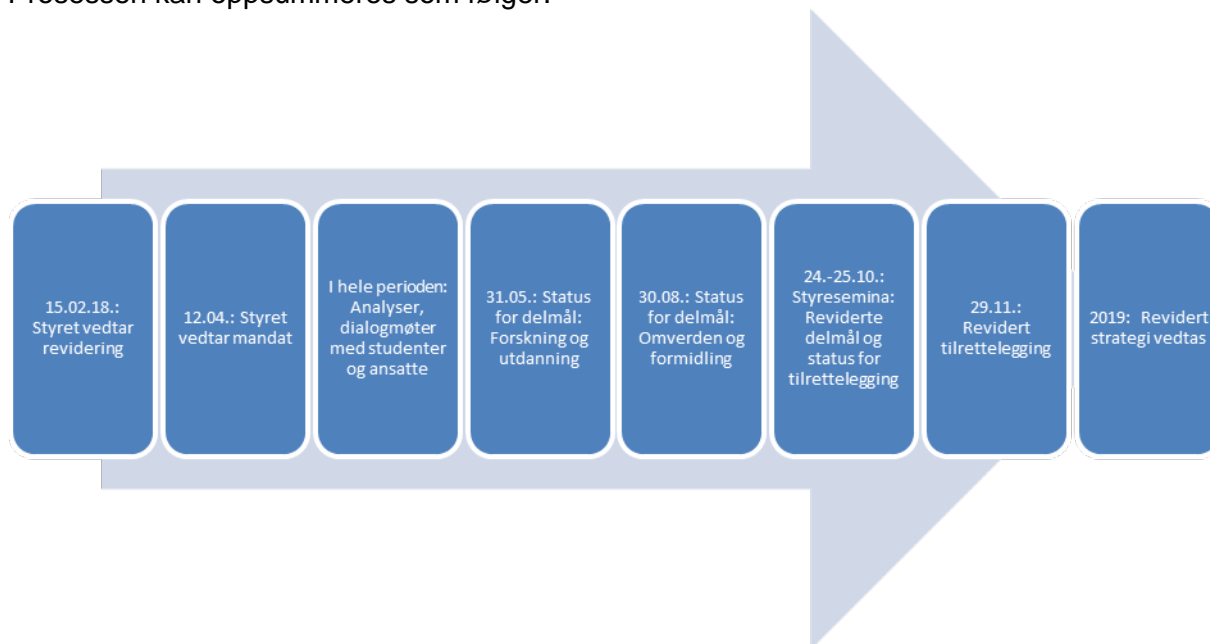 Prosessen kan oppsummeres som følger:
15.02.18.:
Styret vedtar
revidering
12.04.: Styret
vedtar mandat
I hele perioden:
Analyser,
dialogmøter
med studenter
og ansatte
31.05.: Status
for delmål:
Forskning og
utdanning
30.08.: Status
for delmål:
Omverden og
formidling
24.-25.10.:
Styresemina:
Reviderte
delmål og
status for
tilrettelegging
29.11.:
Revidert
tilrettelegging
2019: Revidert
strategi vedtas